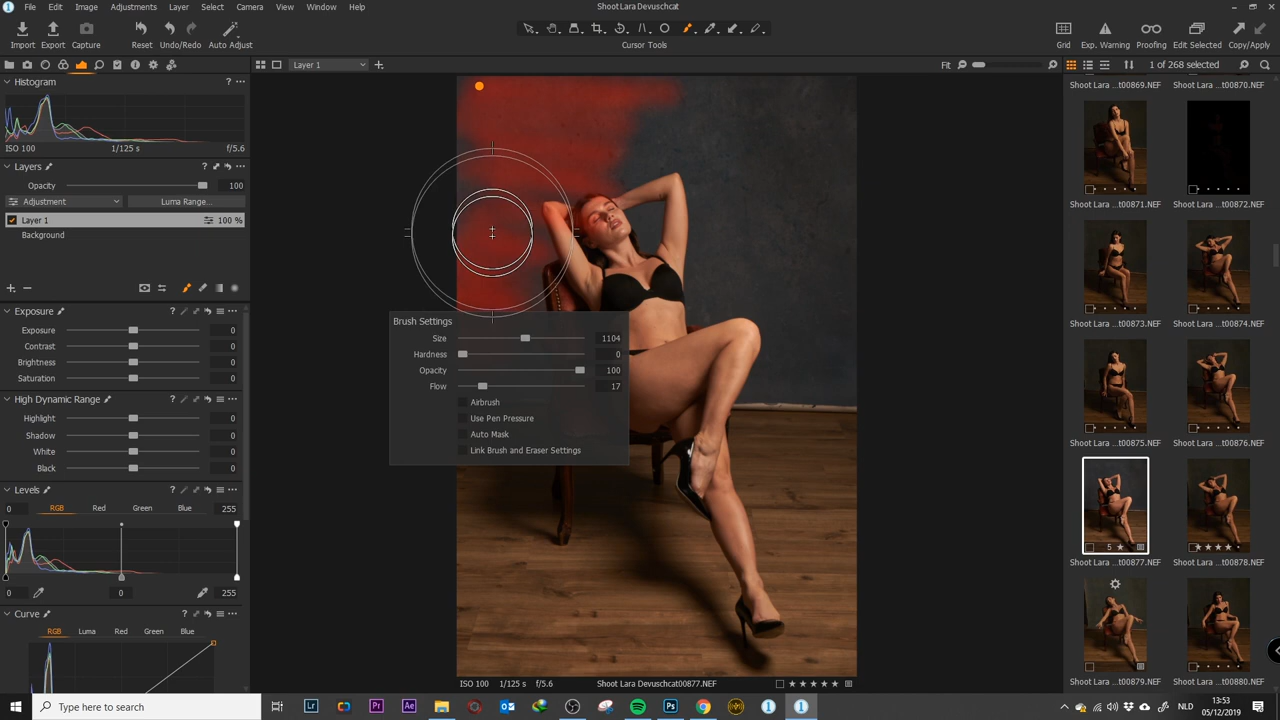 Shoot Lara Devuschcat
File Edit Image Adjustments Layer Select Camera View Window Help
Import Export Capture Reset Undo/Redo Auto Adjust Cursor Tools Grid Exp. Warning Proofing Edit Selected Copy/Apply
Layer 1 Fit 1 of 268 selected
Histogram
ISO 100 1/125 s f/5.6
Layers
Opacity 100
Adjustment Luma Range...
Layer 1 100 %
Background
Exposure
Exposure 0
Contrast 0
Brightness 0
Saturation 0
High Dynamic Range
Highlight 0
Shadow 0
White 0
Black 0
Levels
0 RGB Red Green Blue 255
0 0 255
Curve
RGB Luma Red Green Blue
Brush Settings
Size 1104
Hardness 0
Opacity 100
Flow 17
Airbrush
Use Pen Pressure
Auto Mask
Link Brush and Eraser Settings
ISO 100 1/125 s f/5.6 Shoot Lara Devuschcat00877.NEF
Shoot Lara ...t00869.NEF Shoot Lara ...t00870.NEF
Shoot Lara ...t00871.NEF Shoot Lara ...t00872.NEF
Shoot Lara ...t00873.NEF Shoot Lara ...t00874.NEF
Shoot Lara ...t00875.NEF Shoot Lara ...t00876.NEF
5
Shoot Lara ...t00877.NEF Shoot Lara ...t00878.NEF
Shoot Lara ...t00879.NEF Shoot Lara ...t00880.NEF
Type here to search
Lr Pr Ae Ps
NLD
13:53
05/12/2019